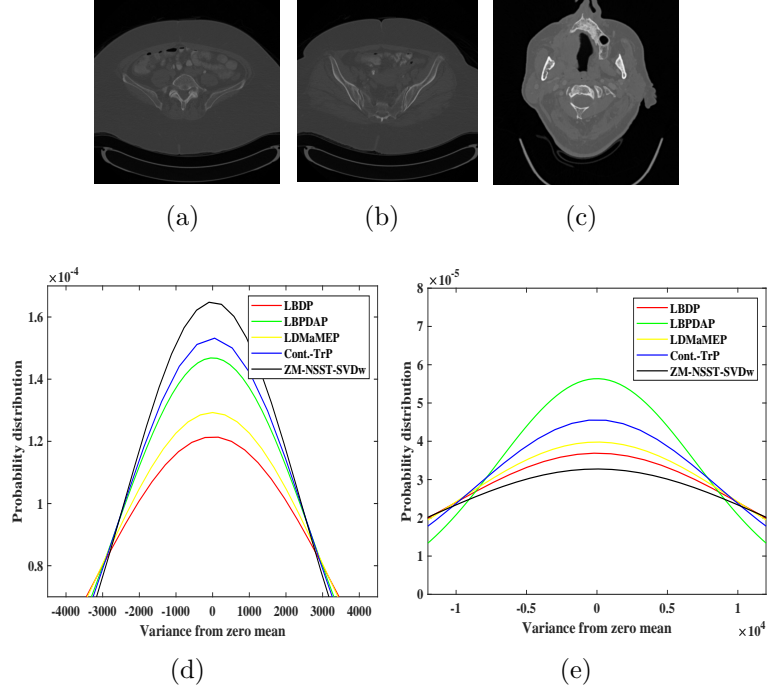 (a)
(b)
(c)
×10⁻⁴
1.6
1.4
1.2
1
0.8
Probability distribution
LBDP
LBPDAP
LDMaMEP
Cont.-TrP
ZM-NSST-SVDw
-4000 -3000 -2000 -1000 0 1000 2000 3000 4000
Variance from zero mean
(d)
×10⁻⁵
8
7
6
5
4
3
2
1
0
Probability distribution
LBDP
LBPDAP
LDMaMEP
Cont.-TrP
ZM-NSST-SVDw
-1 -0.5 0 0.5 1
×10⁴
Variance from zero mean
(e)